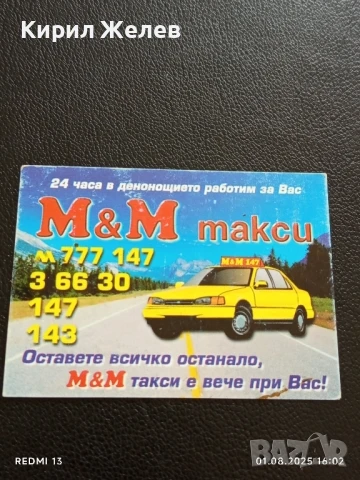 Кирил Желев
24 часа в денонощието работим за Вас
M&M такси
м 777 147
3 66 30
147
143
M&M 147
Оставете всичко останало,
M&M такси е вече при Вас!
REDMI 13
01.08.2025 16:02
BAZAR